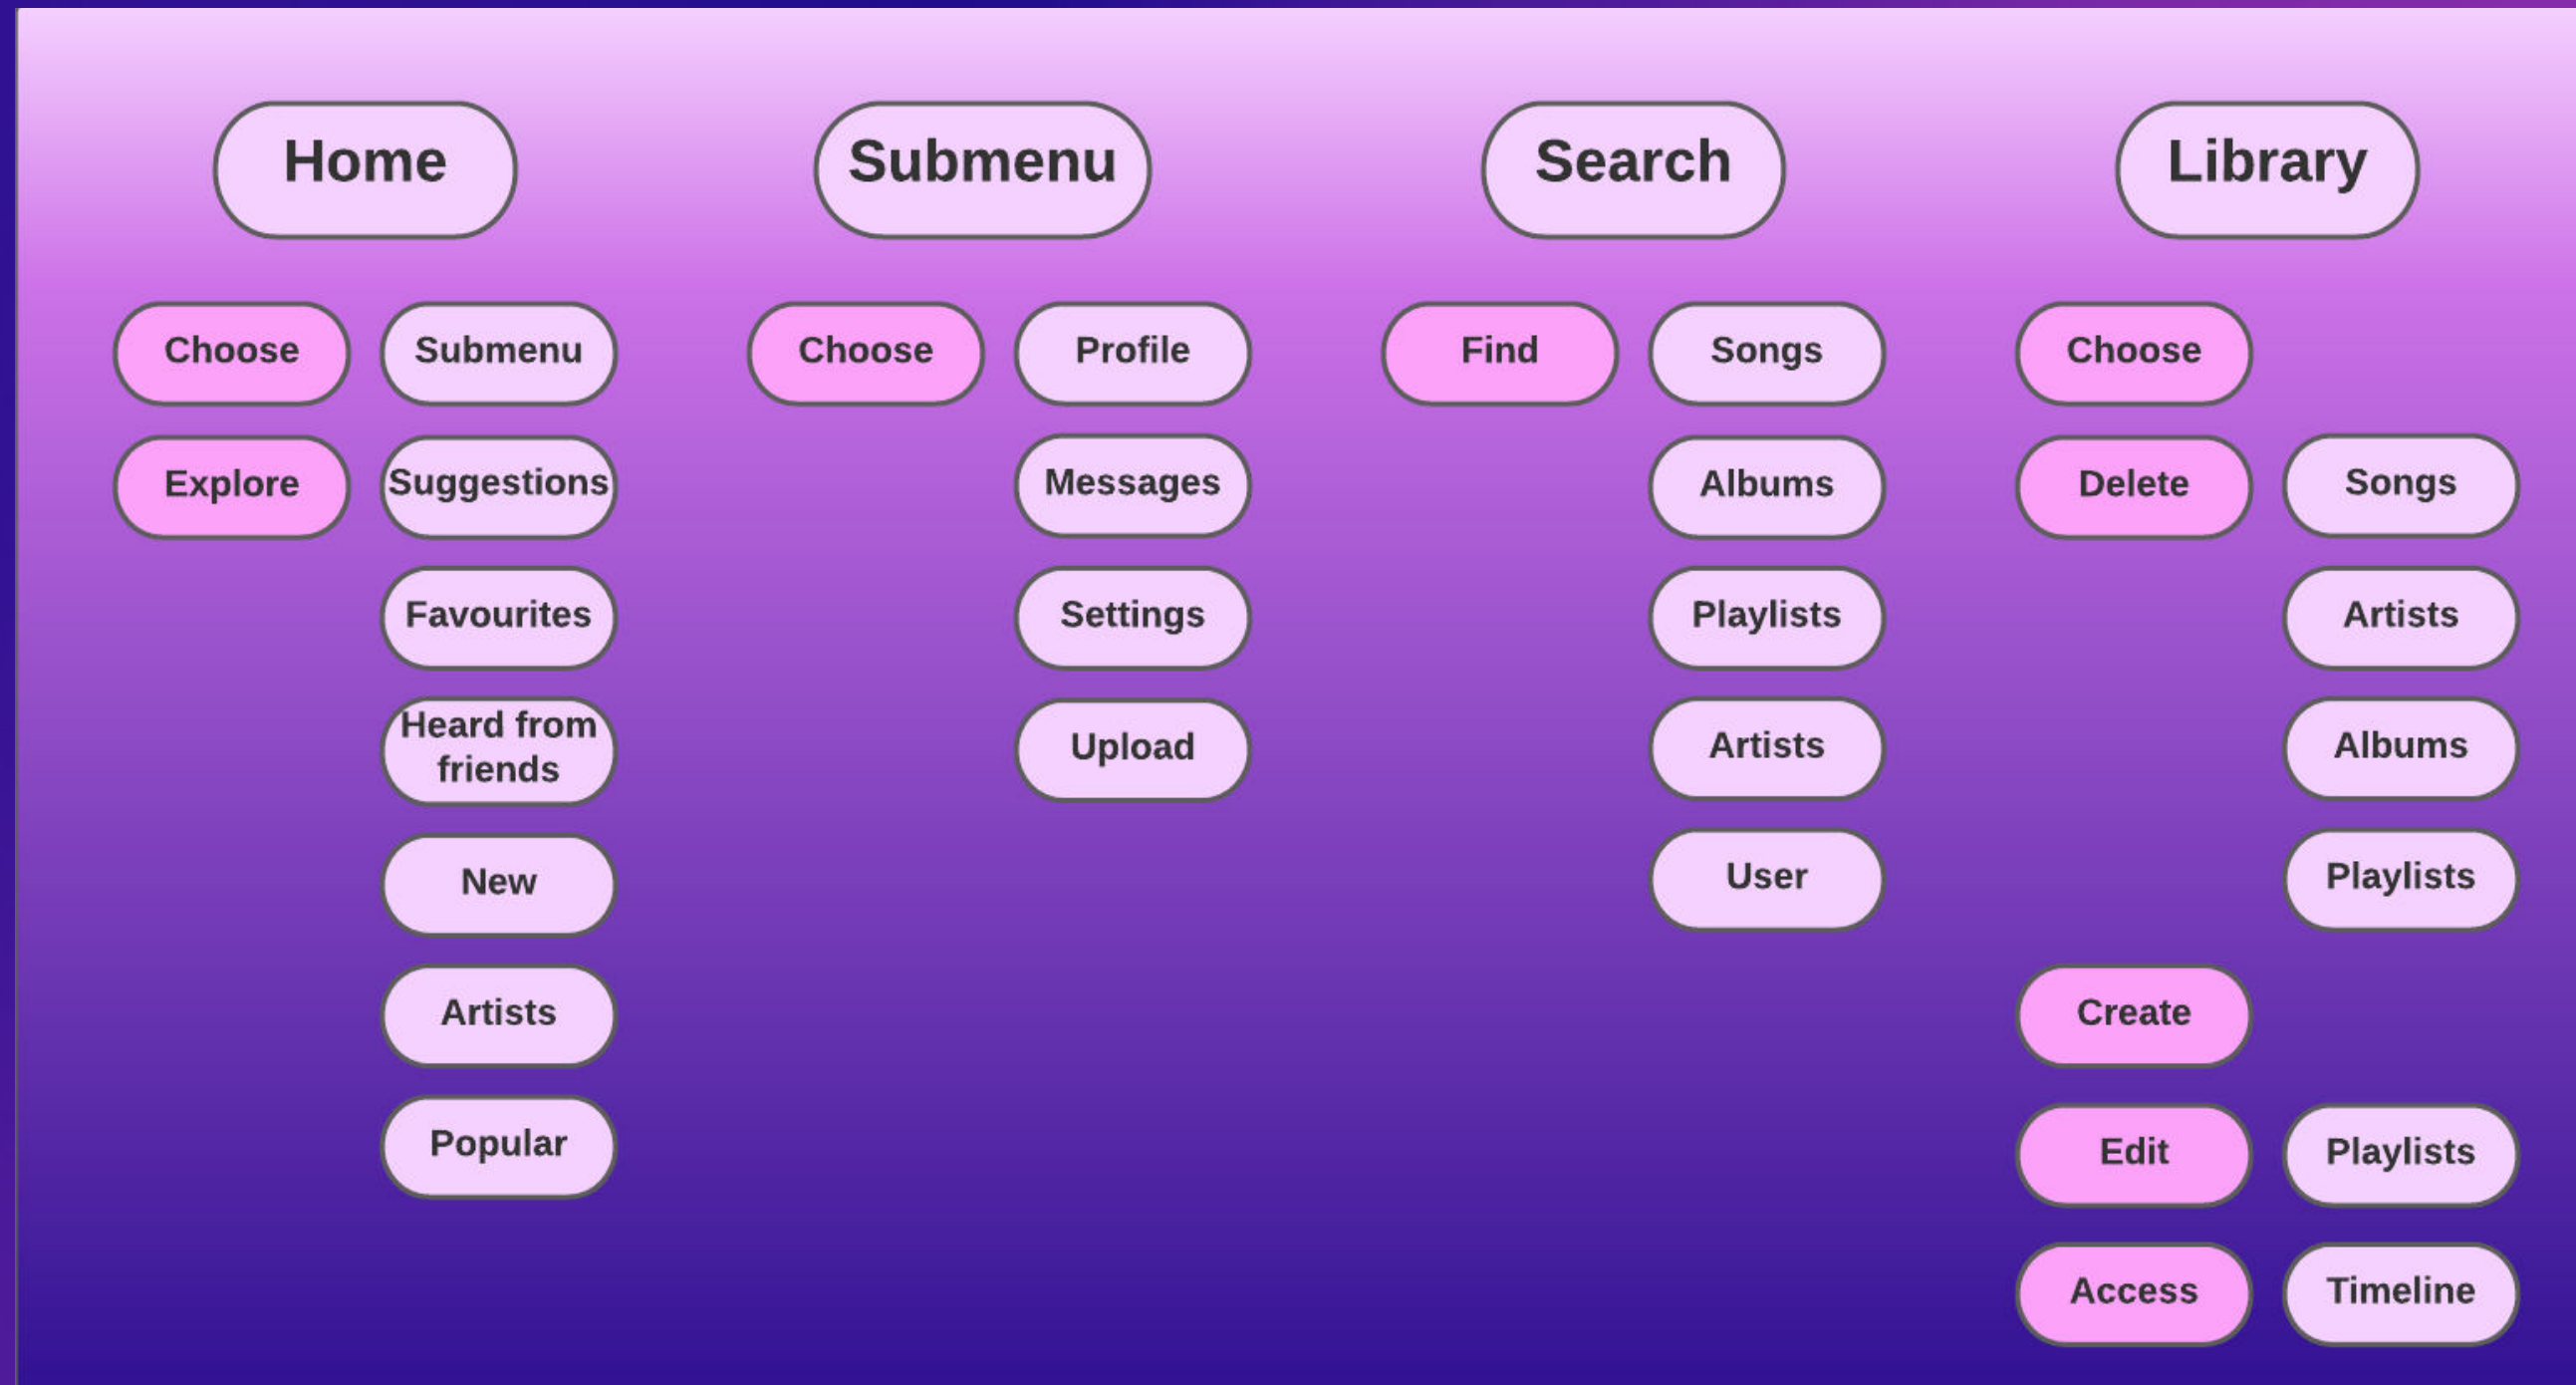 Home
Submenu
Search
Library
Choose
Submenu
Explore
Suggestions
Favourites
Heard from
friends
New
Artists
Popular
Choose
Profile
Messages
Settings
Upload
Find
Songs
Albums
Playlists
Artists
User
Choose
Delete
Songs
Artists
Albums
Playlists
Create
Edit
Playlists
Access
Timeline